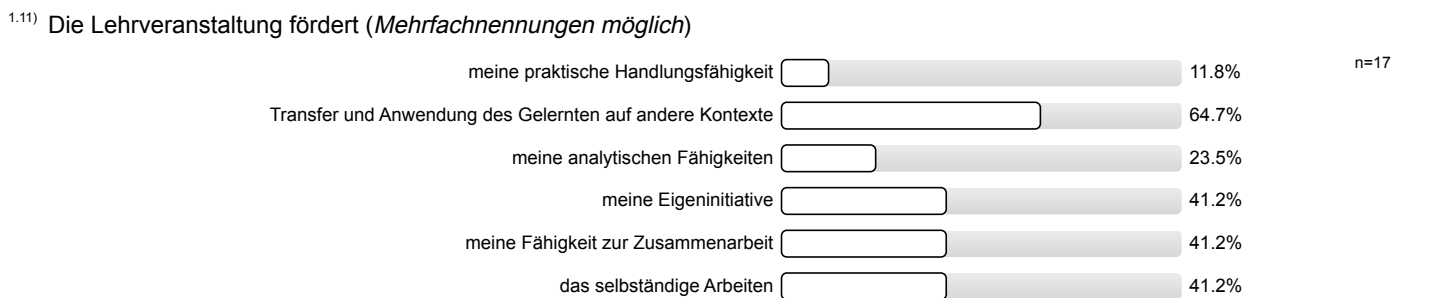 1.11) Die Lehrveranstaltung fördert (Mehrfachnennungen möglich)
meine praktische Handlungsfähigkeit 11.8% n=17
Transfer und Anwendung des Gelernten auf andere Kontexte 64.7%
meine analytischen Fähigkeiten 23.5%
meine Eigeninitiative 41.2%
meine Fähigkeit zur Zusammenarbeit 41.2%
das selbständige Arbeiten 41.2%